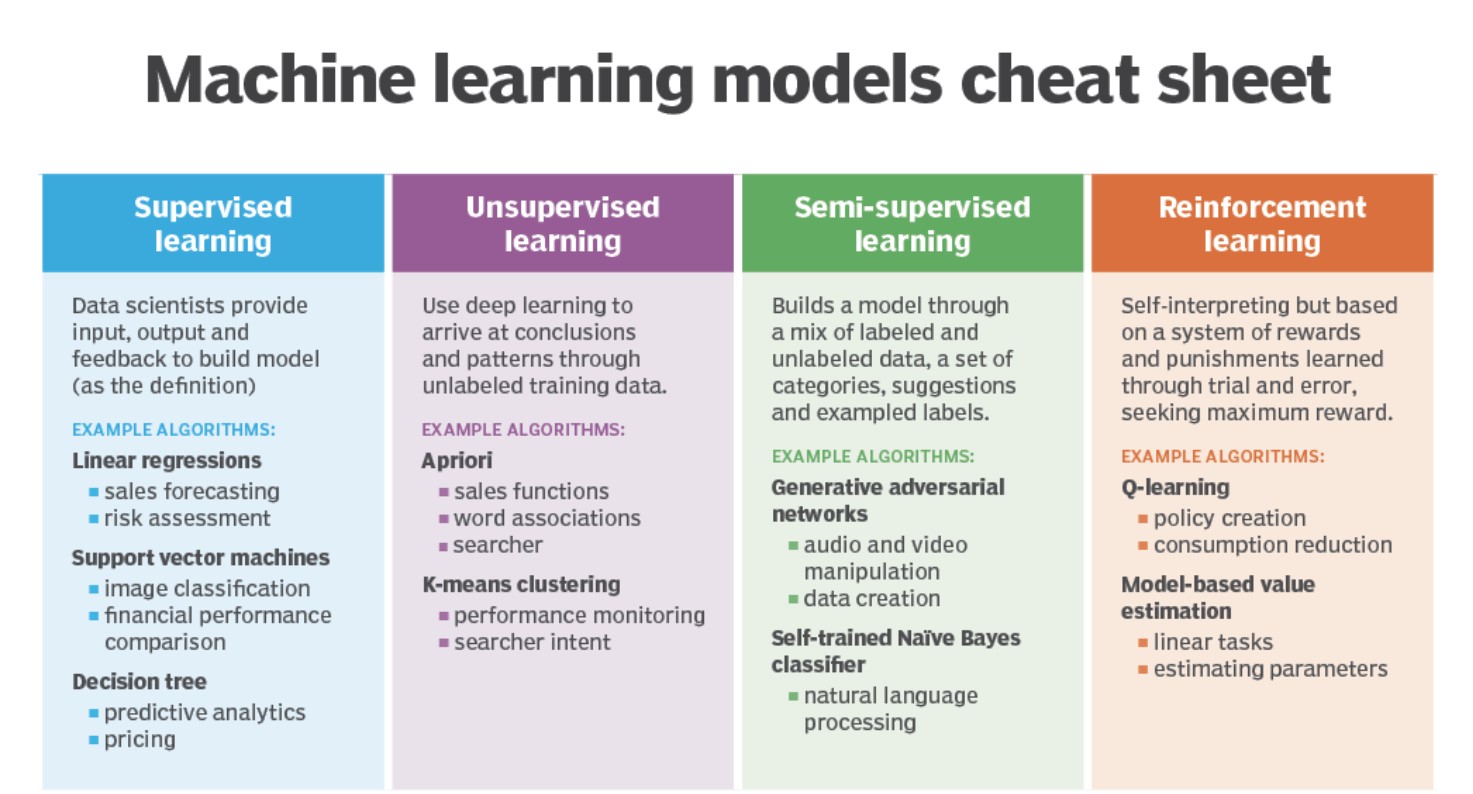 Machine learning models cheat sheet
Supervised
learning
Data scientists provide
input, output and
feedback to build model
(as the definition)
EXAMPLE ALGORITHMS:
Linear regressions
sales forecasting
risk assessment
Support vector machines
image classification
financial performance
comparison
Decision tree
predictive analytics
pricing
Unsupervised
learning
Use deep learning to
arrive at conclusions
and patterns through
unlabeled training data.
EXAMPLE ALGORITHMS:
Apriori
sales functions
word associations
searcher
K-means clustering
performance monitoring
searcher intent
Semi-supervised
learning
Builds a model through
a mix of labeled and
unlabeled data, a set of
categories, suggestions
and exampled labels.
EXAMPLE ALGORITHMS:
Generative adversarial
networks
audio and video
manipulation
data creation
Self-trained Naïve Bayes
classifier
natural language
processing
Reinforcement
learning
Self-interpreting but based
on a system of rewards
and punishments learned
through trial and error,
seeking maximum reward.
EXAMPLE ALGORITHMS:
Q-learning
policy creation
consumption reduction
Model-based value
estimation
linear tasks
estimating parameters